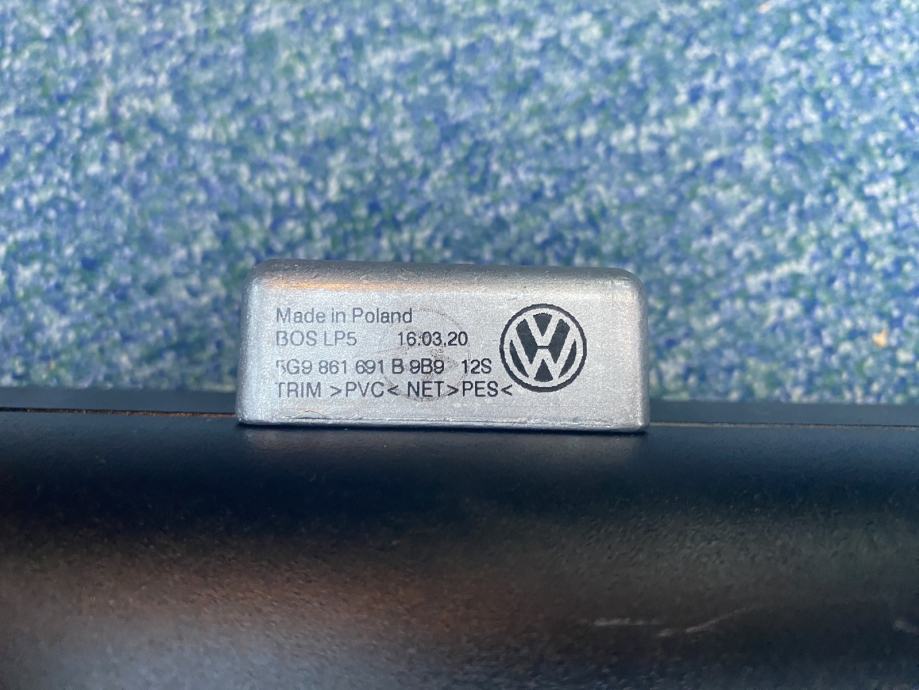 Made in Poland
BOS LP5 16.03.20
5G9 861 691 B 9B9 12S
TRIM >PVC< NET>PES<